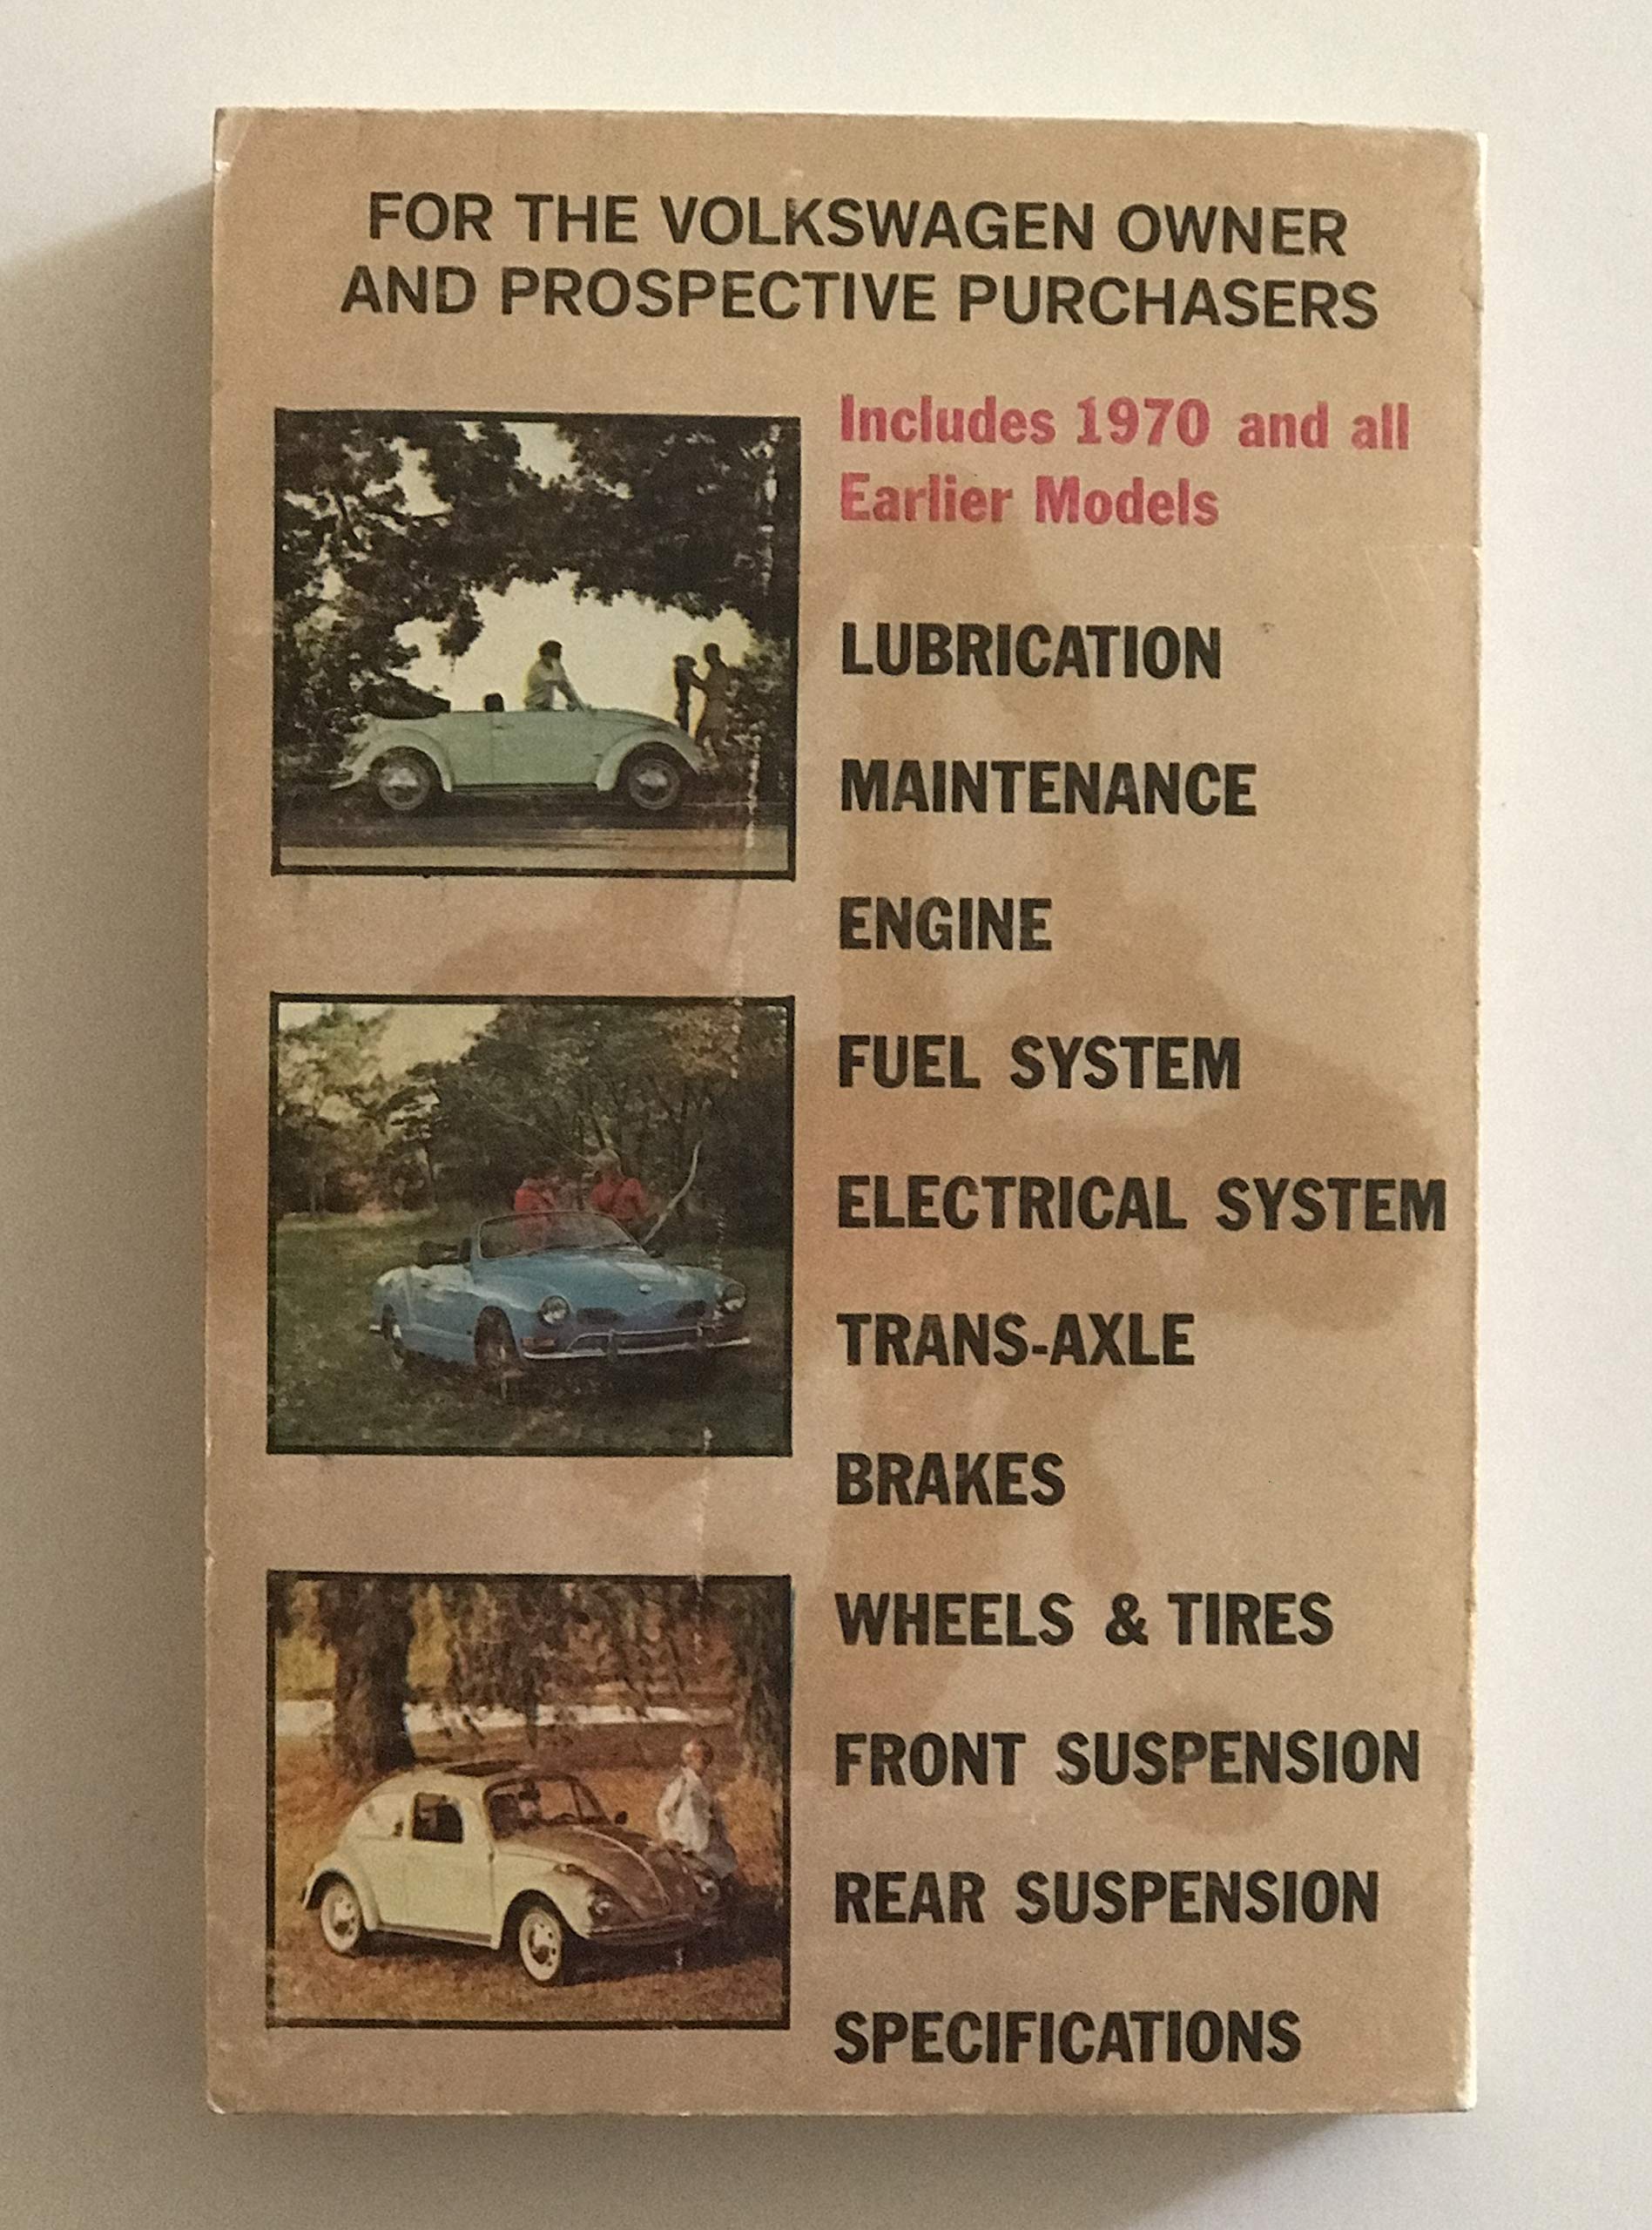 FOR THE VOLKSWAGEN OWNER
AND PROSPECTIVE PURCHASERS
Includes 1970 and all
Earlier Models
LUBRICATION
MAINTENANCE
ENGINE
FUEL SYSTEM
ELECTRICAL SYSTEM
TRANS-AXLE
BRAKES
WHEELS & TIRES
FRONT SUSPENSION
REAR SUSPENSION
SPECIFICATIONS